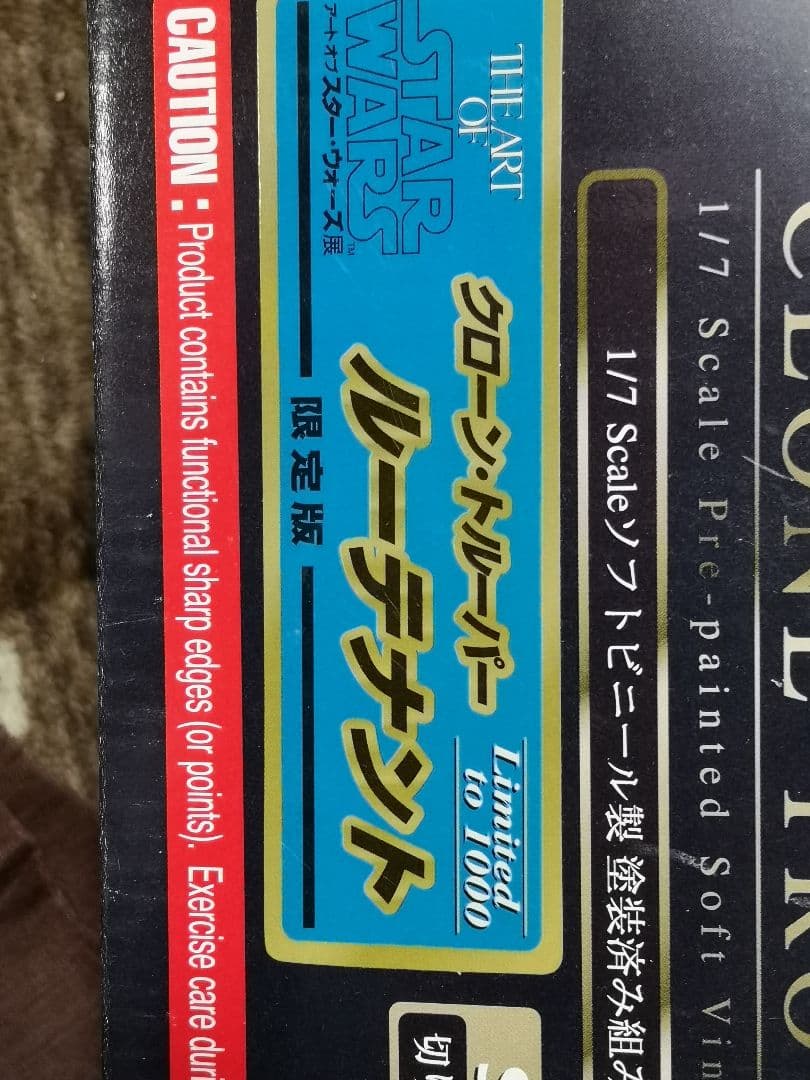 CLONE TRO
1/7 Scale Pre-painted Soft Vin
1/7 Scaleソフトビニール製 塗装済み組み
THE ART
OF
STAR
WARS™
アート オブ スター・ウォーズ展
クローン・トルーパー
Limited
to 1000
ルーテナント
限定版
切
CAUTION : Product contains functional sharp edges (or points). Exercise care duri